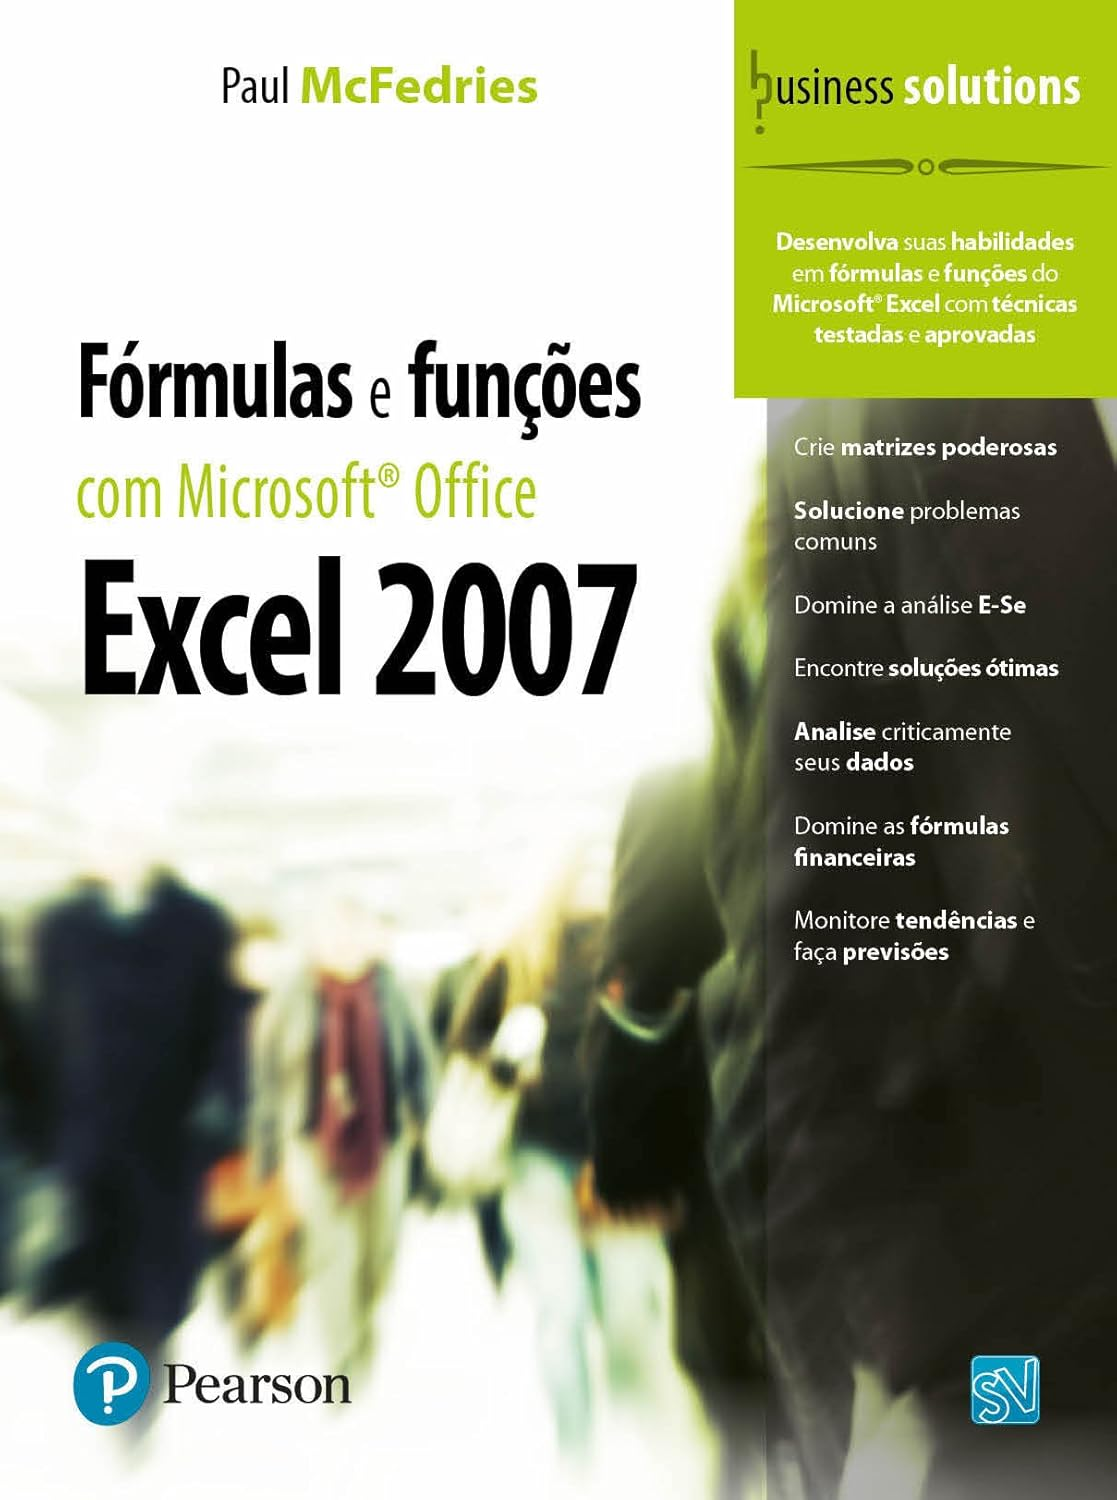 Paul McFedries
business solutions
Desenvolva suas habilidades
em fórmulas e funções do
Microsoft® Excel com técnicas
testadas e aprovadas
Fórmulas e funções
com Microsoft® Office
Excel 2007
Crie matrizes poderosas
Solucione problemas
comuns
Domine a análise E-Se
Encontre soluções ótimas
Analise criticamente
seus dados
Domine as fórmulas
financeiras
Monitore tendências e
faça previsões
P Pearson
SV